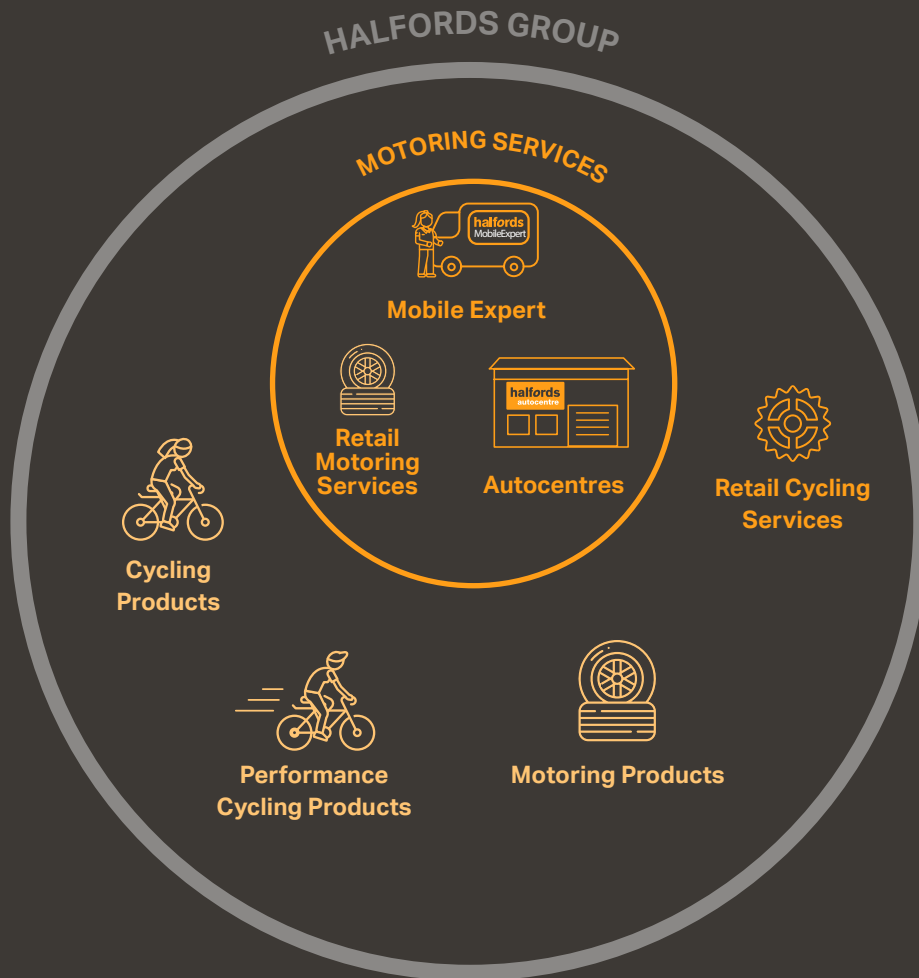 HALFORDS GROUP
MOTORING SERVICES
halfords
MobileExpert
Mobile Expert
halfords
autocentre
Retail
Motoring
Services
Autocentres
Retail Cycling
Services
Cycling
Products
Performance
Cycling Products
Motoring Products